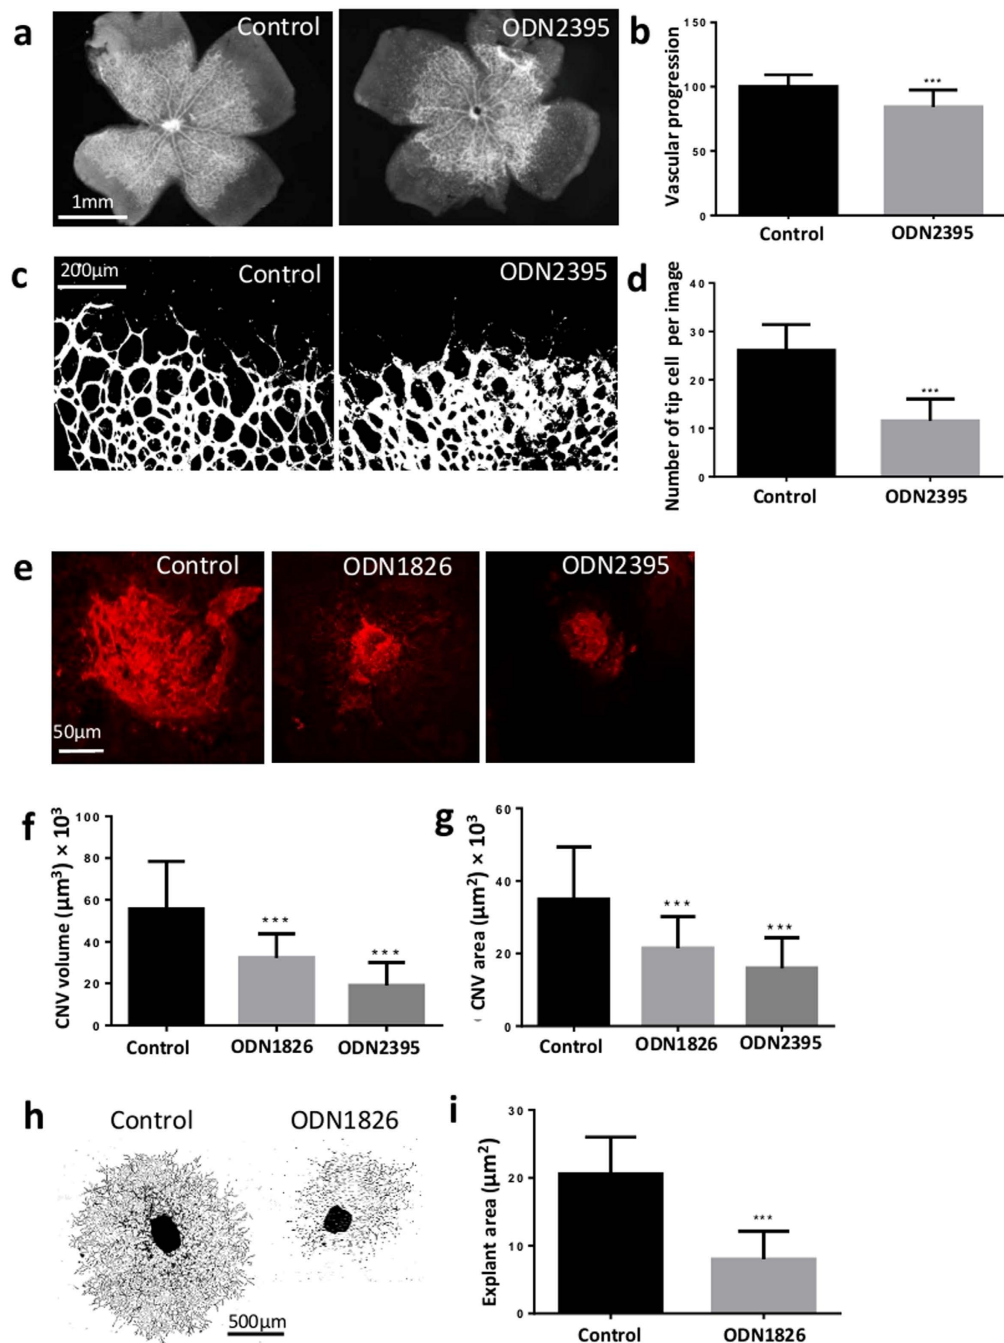 a
Control
ODN2395
1mm
b
Vascular progression
150
100
50
0
***
Control
ODN2395
c
200µm
Control
ODN2395
d
Number of tip cell per image
40
30
20
10
0
***
Control
ODN2395
e
Control
ODN1826
ODN2395
50µm
f
CNV volume (µm³) × 10³
100
80
60
40
20
0
***
***
Control
ODN1826
ODN2395
g
CNV area (µm²) × 10³
60
40
20
0
***
***
Control
ODN1826
ODN2395
h
Control
ODN1826
500µm
i
Explant area (µm²)
30
20
10
0
***
Control
ODN1826